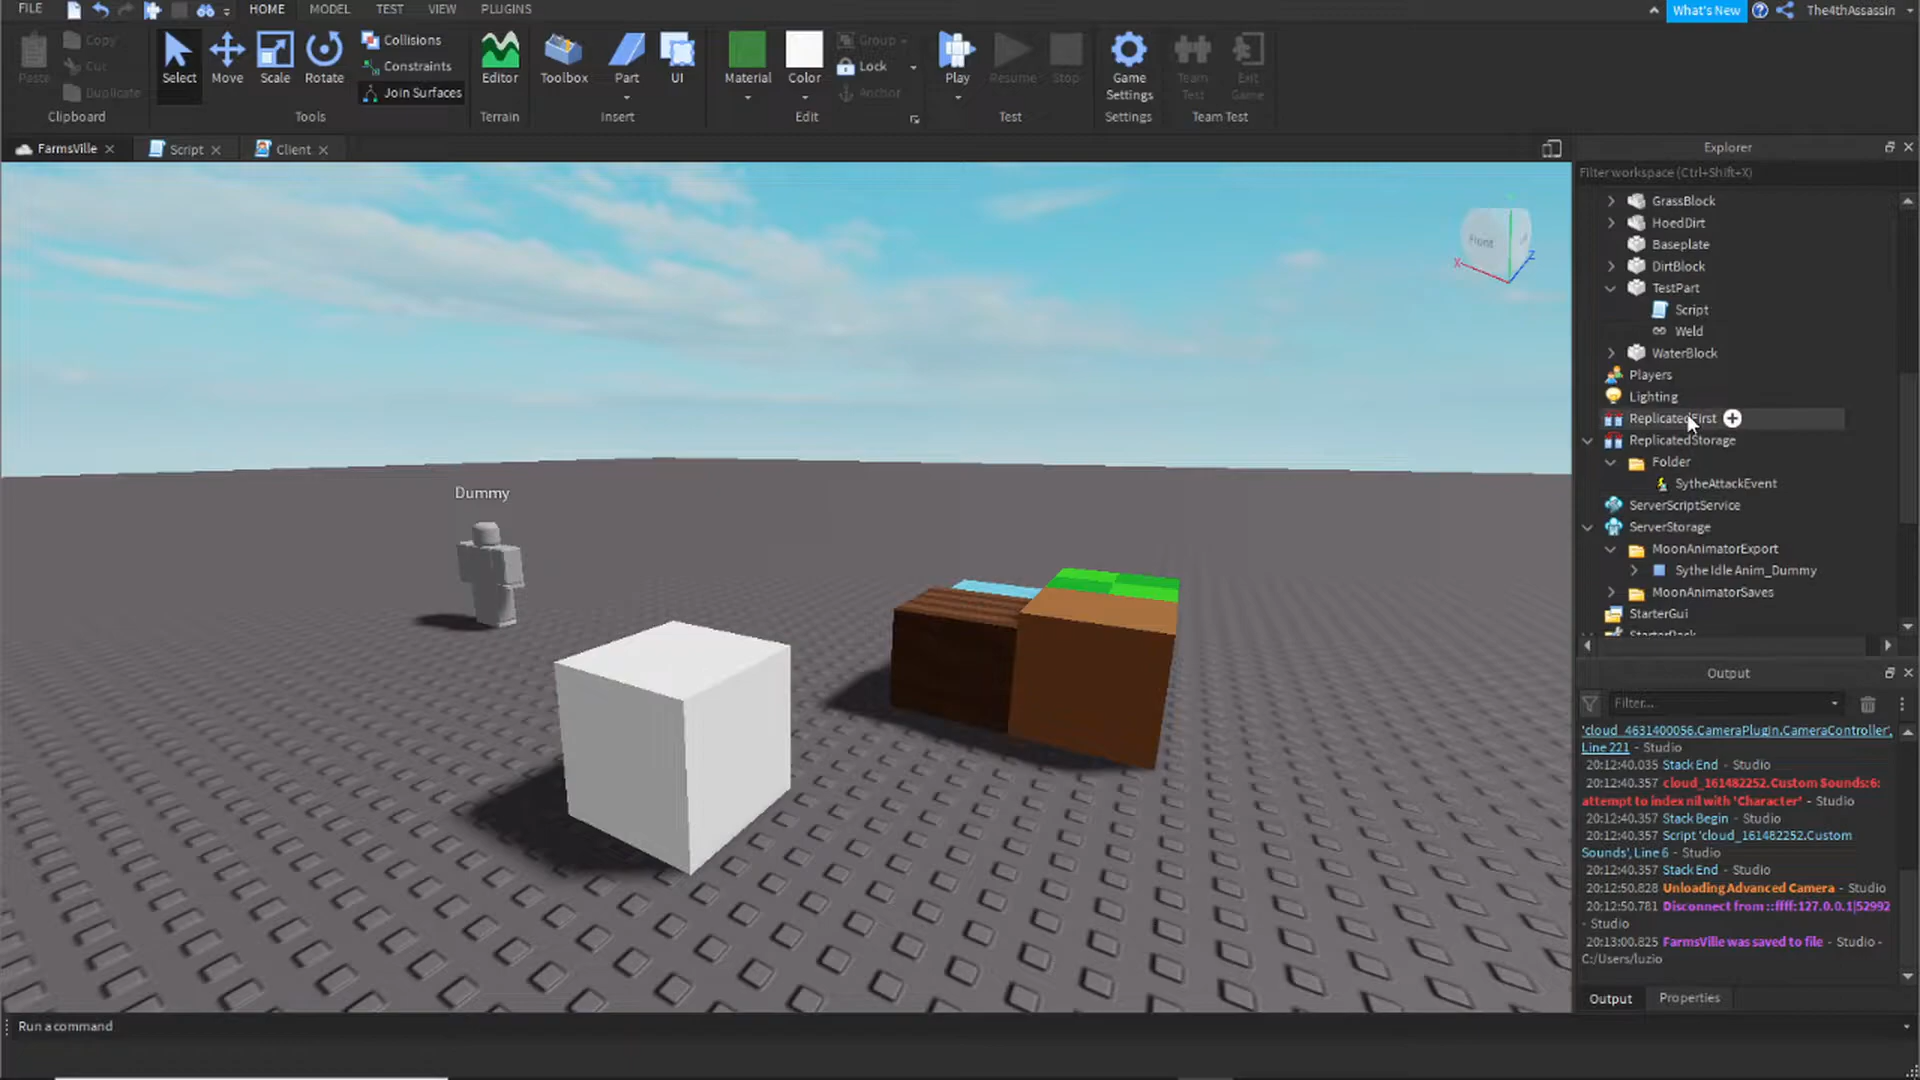 FILE
HOME
MODEL
TEST
VIEW
PLUGINS
What's New
The4thAssassin
Paste
Copy
Cut
Duplicate
Clipboard
Select
Move
Scale
Rotate
Collisions
Constraints
Join Surfaces
Tools
Editor
Terrain
Toolbox
Part
UI
Insert
Material
Color
Group
Lock
Anchor
Edit
Play
Resume
Stop
Test
Game
Settings
Settings
Team
Test
Exit
Game
Team Test
FarmsVille
Script
Client
Front
X
Z
Dummy
Explorer
Filter workspace (Ctrl+Shift+X)
GrassBlock
HoedDirt
Baseplate
DirtBlock
TestPart
Script
Weld
WaterBlock
Players
Lighting
ReplicatedFirst
ReplicatedStorage
Folder
SytheAttackEvent
ServerScriptService
ServerStorage
MoonAnimatorExport
Sythe Idle Anim_Dummy
MoonAnimatorSaves
StarterGui
StarterPack
Output
Filter...
'cloud_4631400056.CameraPlugin.CameraController',
Line 221 - Studio
20:12:40.035 Stack End - Studio
20:12:40.357 cloud_161482252.Custom Sounds:6:
attempt to index nil with 'Character' - Studio
20:12:40.357 Stack Begin - Studio
20:12:40.357 Script 'cloud_161482252.Custom
Sounds', Line 6 - Studio
20:12:40.357 Stack End - Studio
20:12:50.828 Unloading Advanced Camera - Studio
20:12:50.781 Disconnect from ::ffff:127.0.0.1|52992
- Studio
20:13:00.825 FarmsVille was saved to file - Studio -
C:/Users/luzio
Output
Properties
Run a command